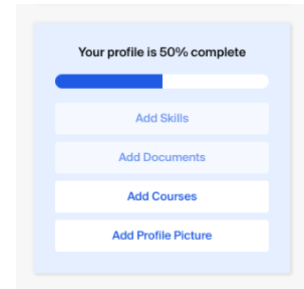 Your profile is 50% complete
Add Skills
Add Documents
Add Courses
Add Profile Picture